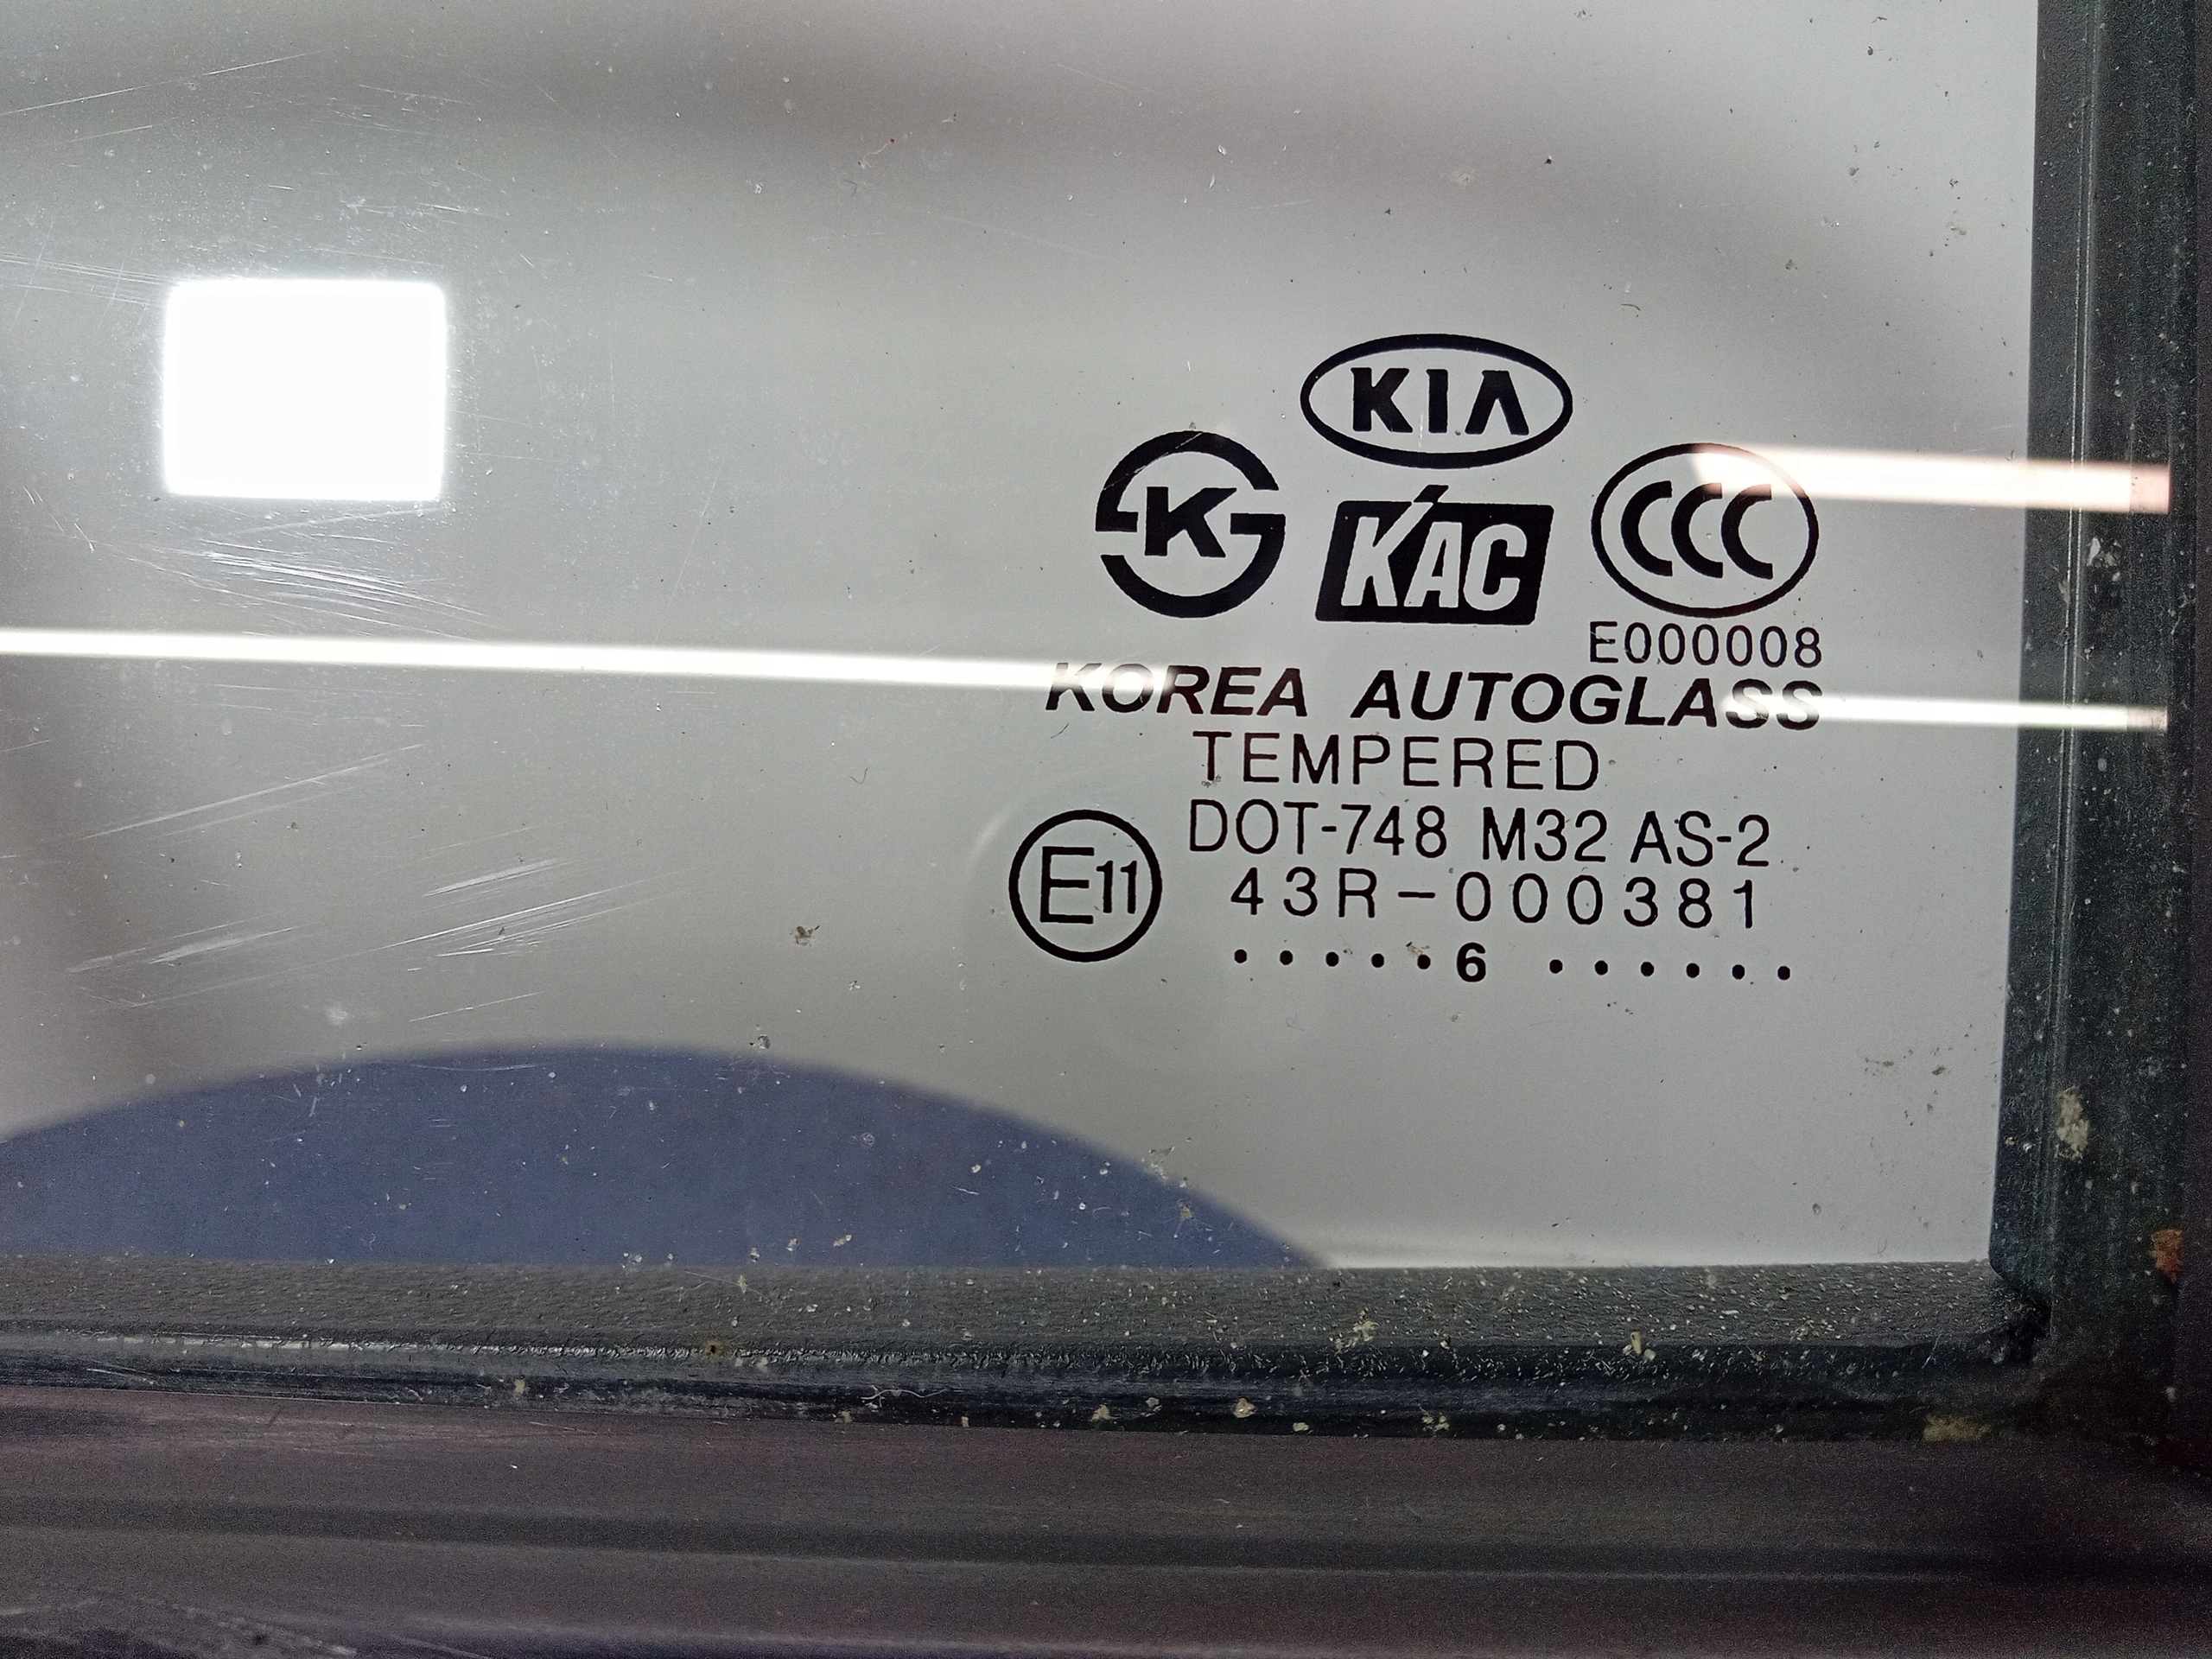 KIA
K KAC CCC
E000008
KOREA AUTOGLASS
TEMPERED
DOT-748 M32 AS-2
E11 43R-000381
.....6 ......